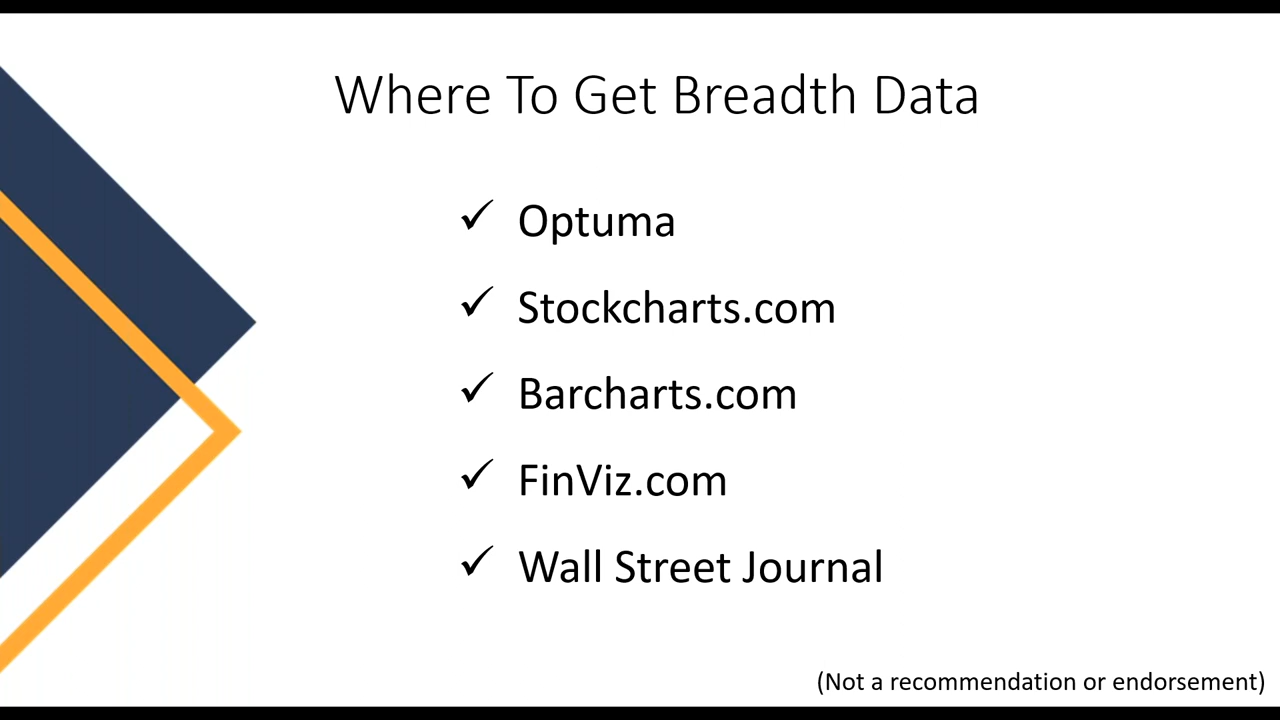 Where To Get Breadth Data
✓ Optuma
✓ Stockcharts.com
✓ Barcharts.com
✓ FinViz.com
✓ Wall Street Journal
(Not a recommendation or endorsement)